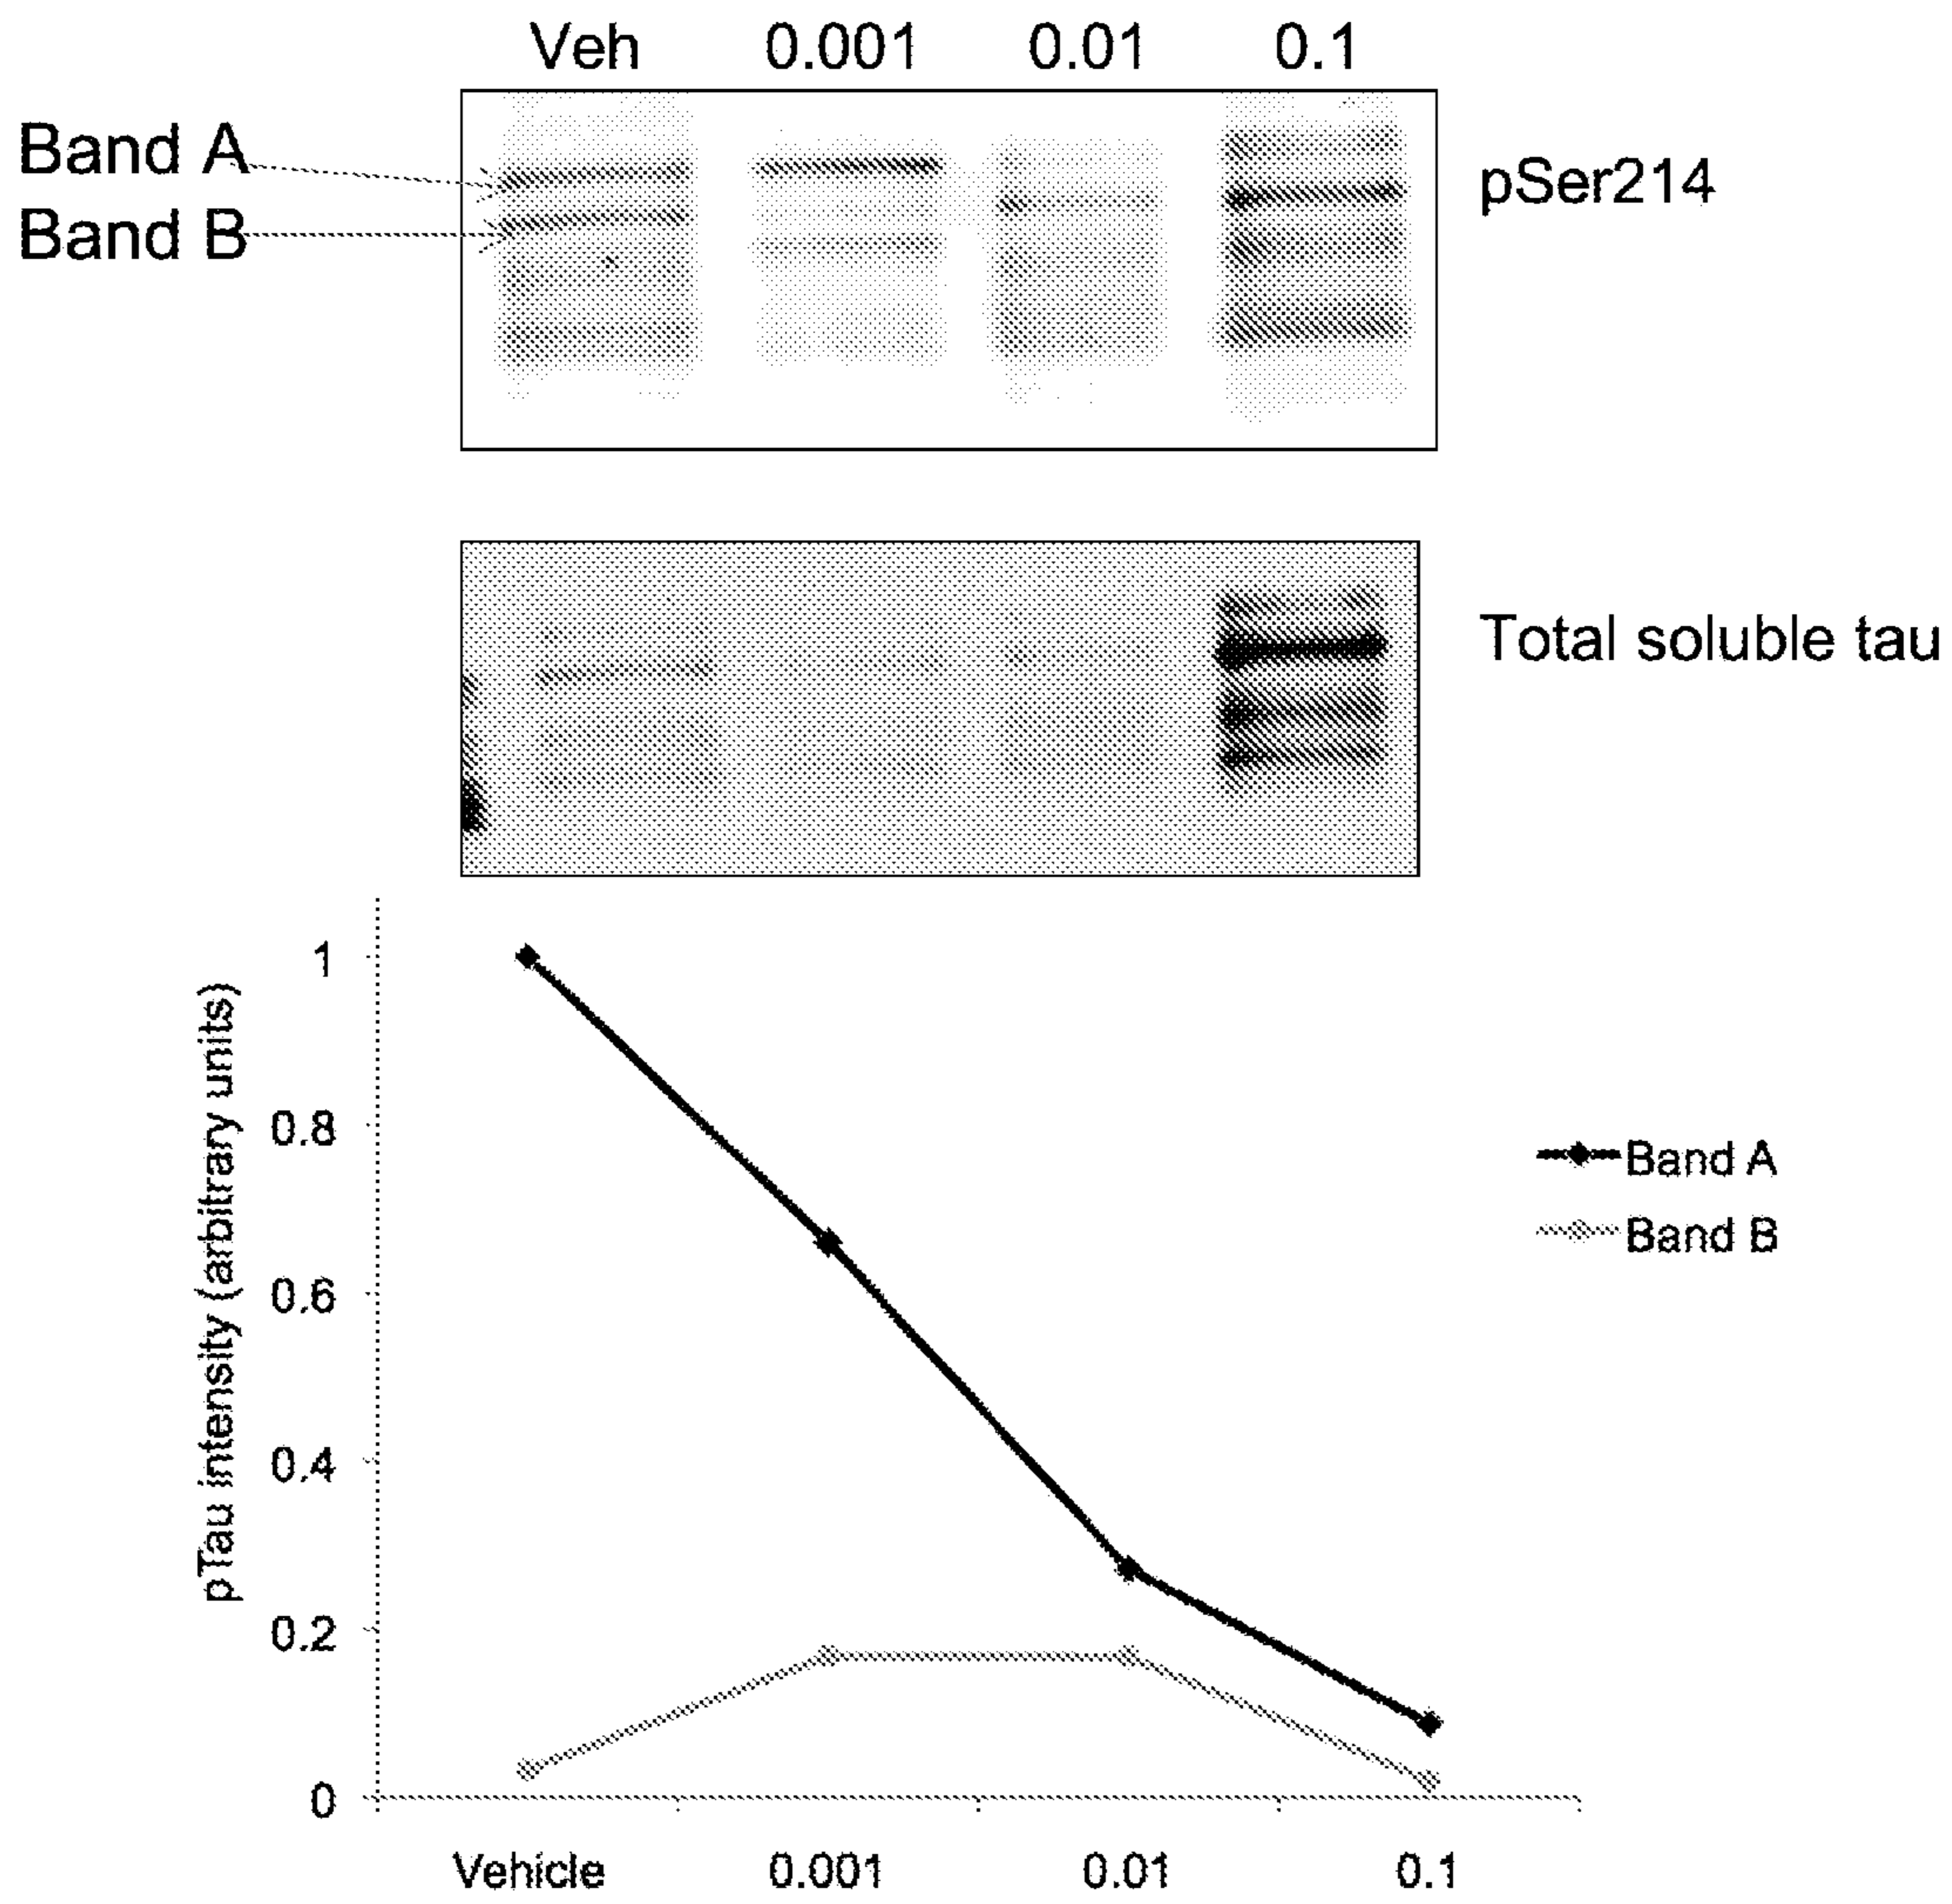 Veh 0.001 0.01 0.1
Band A
Band B
pSer214
Total soluble tau
pTau intensity (arbitrary units)
1
0.8
0.6
0.4
0.2
0
Vehicle 0.001 0.01 0.1
Band A
Band B